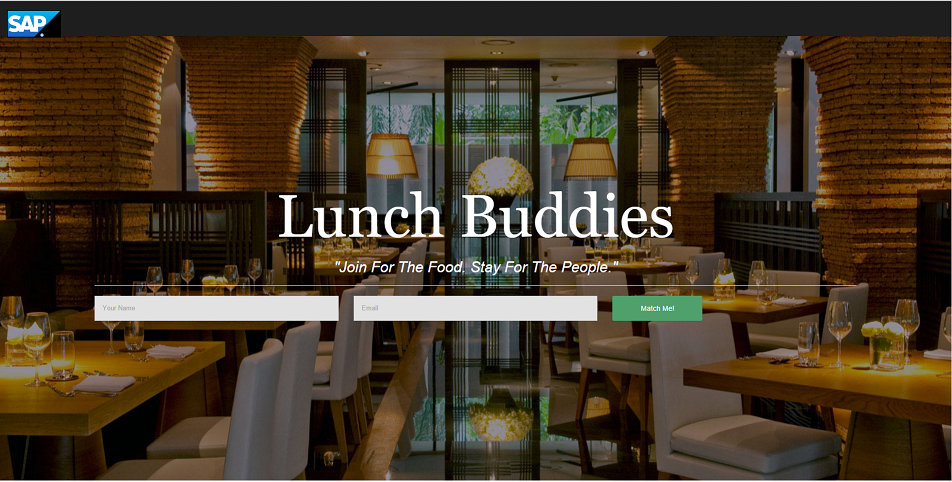 SAP
Lunch Buddies
"Join For The Food. Stay For The People."
Your Name
Email
Match Me!